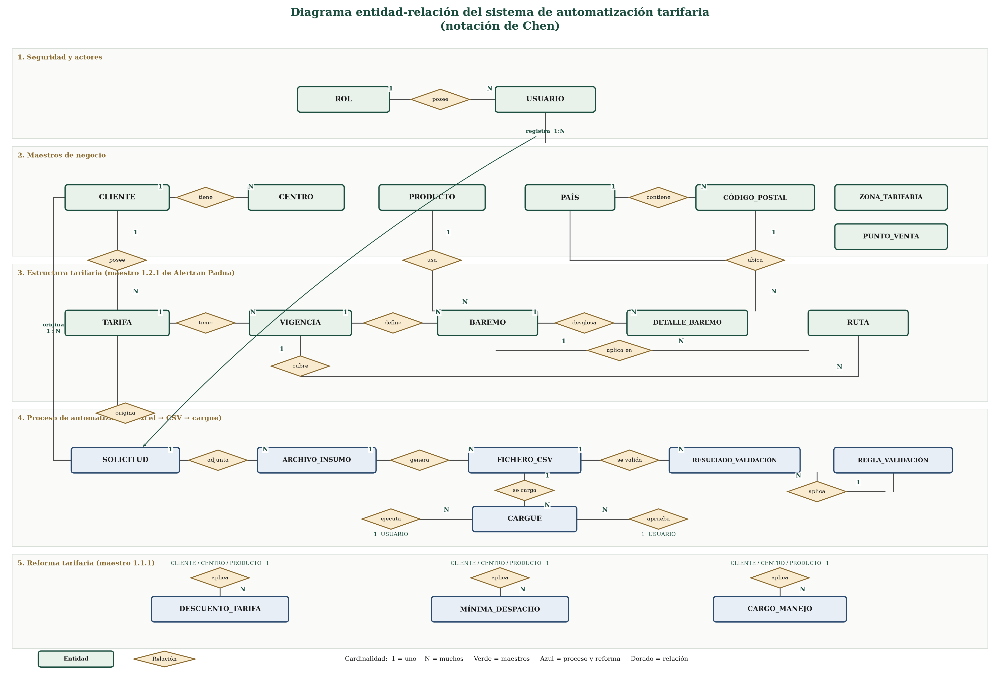 Diagrama entidad-relación del sistema de automatización tarifaria
(notación de Chen)
1. Seguridad y actores
ROL
1
posee
N
USUARIO
registra 1:N
2. Maestros de negocio
CLIENTE
1
tiene
N
CENTRO
PRODUCTO
PAÍS
1
contiene
N
CÓDIGO_POSTAL
ZONA_TARIFARIA
1
1
1
PUNTO_VENTA
posee
usa
ubica
3. Estructura tarifaria (maestro 1.2.1 de Alertran Padua)
N
N
N
origina
1 : N
TARIFA
1
tiene
N
VIGENCIA
1
define
N
BAREMO
1
desglosa
N
DETALLE_BAREMO
RUTA
1
1
aplica en
N
cubre
N
origina
4. Proceso de automatiza Excel → CSV → cargue)
SOLICITUD
1
adjunta
N
ARCHIVO_INSUMO
1
genera
N
FICHERO_CSV
1
se valida
N
RESULTADO_VALIDACIÓN
REGLA_VALIDACIÓN
1
N
1
se carga
aplica
N
ejecuta
N
CARGUE
N
aprueba
1 USUARIO
1 USUARIO
5. Reforma tarifaria (maestro 1.1.1)
CLIENTE / CENTRO / PRODUCTO 1
CLIENTE / CENTRO / PRODUCTO 1
CLIENTE / CENTRO / PRODUCTO 1
aplica
aplica
aplica
N
N
N
DESCUENTO_TARIFA
MÍNIMA_DESPACHO
CARGO_MANEJO
Entidad
Relación
Cardinalidad: 1 = uno N = muchos Verde = maestros Azul = proceso y reforma Dorado = relación